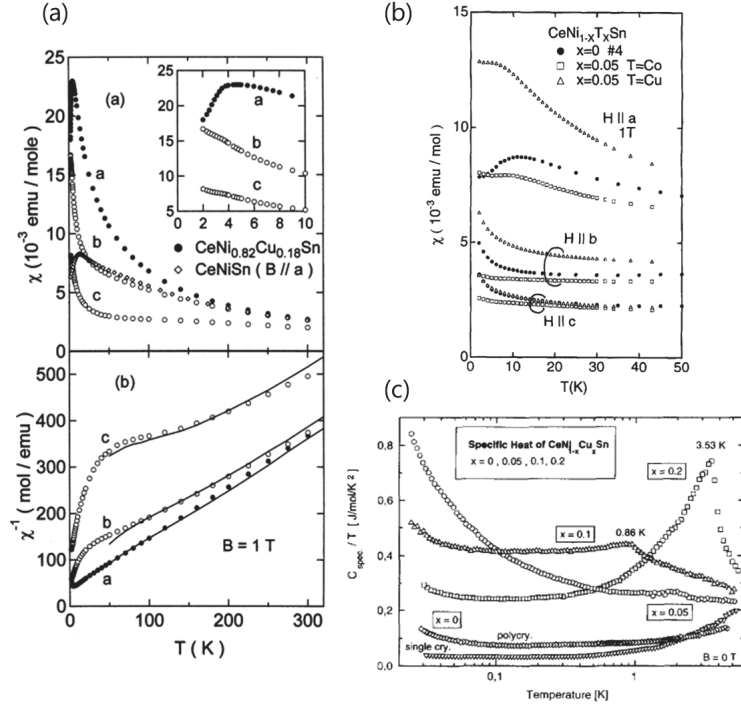 (a)
25
20
15
10
5
0
χ (10⁻³ emu / mole)
(a)
a
b
c
25
20
15
10
5
0 2 4 6 8 10
a
b
c
CeNi0.82Cu0.18Sn
CeNiSn ( B // a )
(b)
500
400
300
200
100
0
χ⁻¹ (mol / emu)
c
b
a
B = 1 T
0 50 100 150 200 250 300
T ( K )
(b)
15
10
5
0
χ (10⁻³ emu / mol)
CeNi1-xTxSn
x=0 #4
x=0.05 T=Co
x=0.05 T=Cu
H || a
1T
H || b
H || c
0 10 20 30 40 50
T(K)
(c)
0,8
0,6
0,4
0,2
0,0
C spec. / T [ J/mol/K² ]
Specific Heat of CeNi1-xCuxSn
x = 0 , 0.05 , 0.1, 0.2
3.53 K
x = 0.2
x = 0.1
0.86 K
x = 0.05
x = 0
polycry.
single cry.
B = 0 T
0,1 1
Temperature [K]